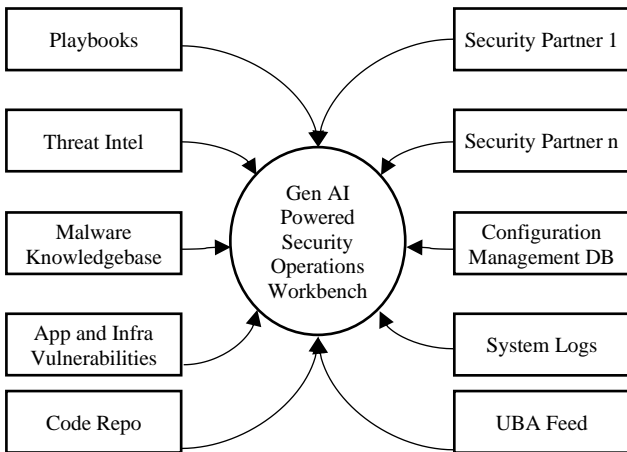 Playbooks
Security Partner 1
Threat Intel
Security Partner n
Gen AI
Powered
Security
Operations
Workbench
Malware
Knowledgebase
Configuration
Management DB
App and Infra
Vulnerabilities
System Logs
Code Repo
UBA Feed